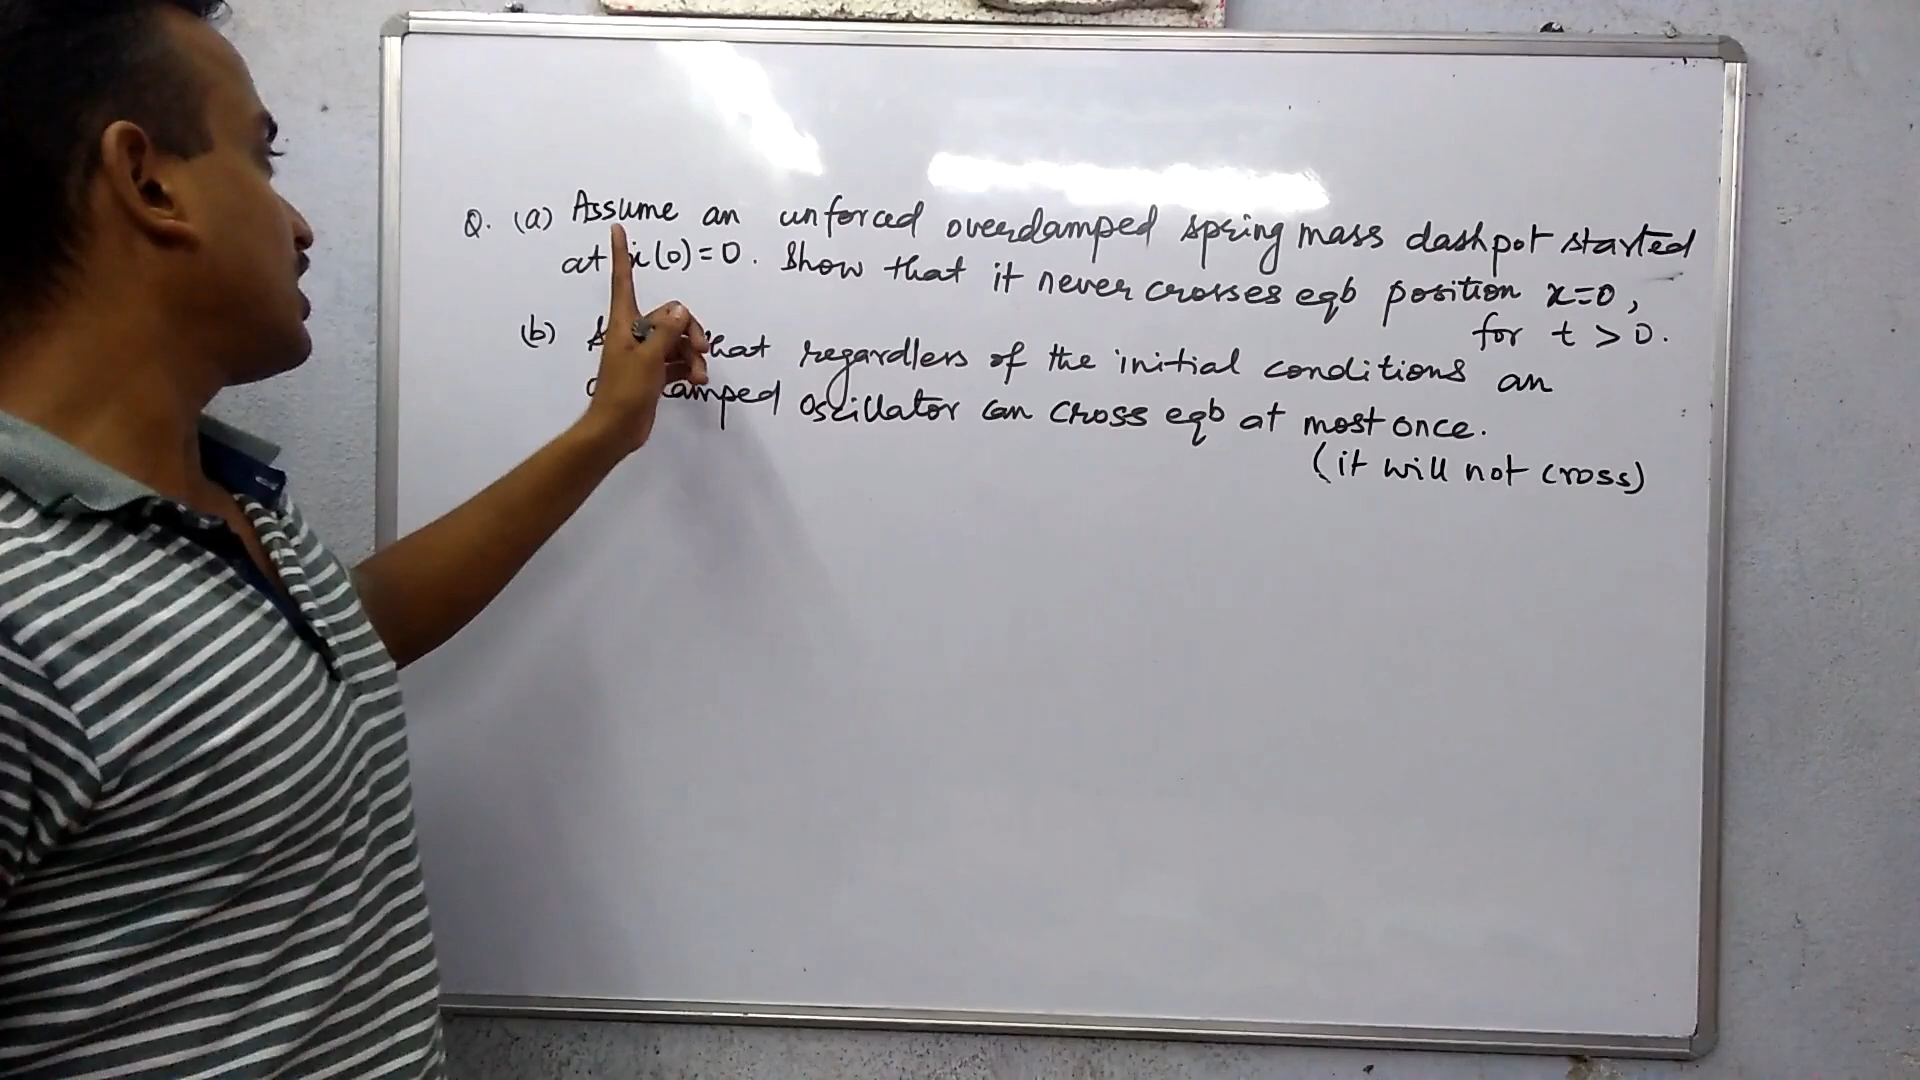 Q. (a) Assume an unforced overdamped spring mass dashpot started
at ẋ(0)=0. Show that it never crosses eqb position x=0,
for t > 0.
(b) that regardless of the initial conditions an
oscillator can cross eqb at most once.
(it will not cross)